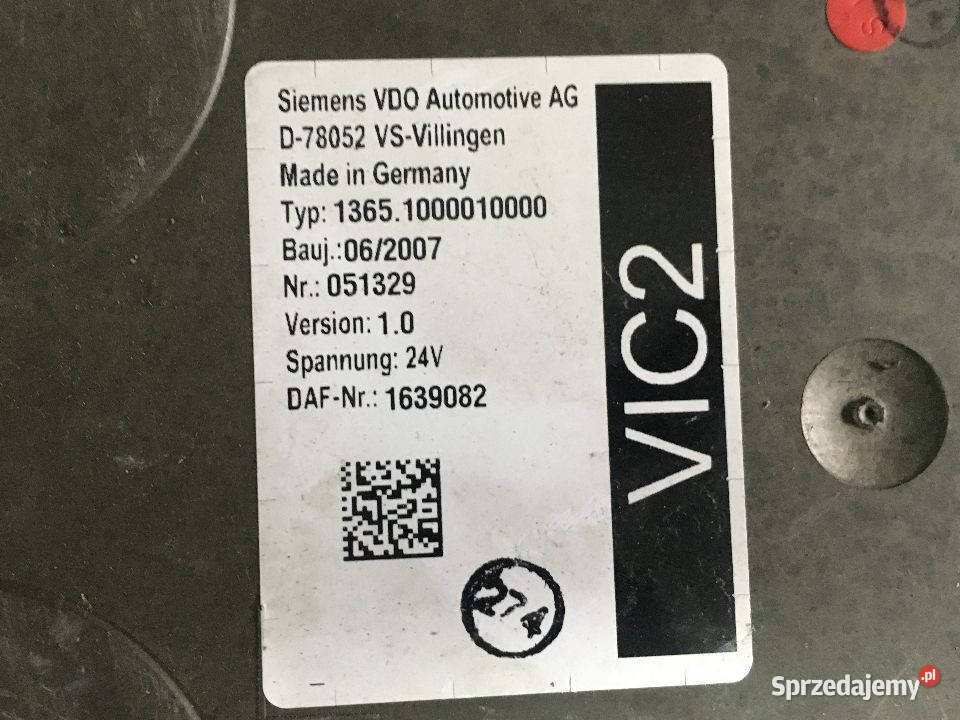 Siemens VDO Automotive AG
D-78052 VS-Villingen
Made in Germany
Typ: 1365.1000010000
Bauj.:06/2007
Nr.: 051329
Version: 1.0
Spannung: 24V
DAF-Nr.: 1639082
VIC2
274
Sprzedajemy.pl